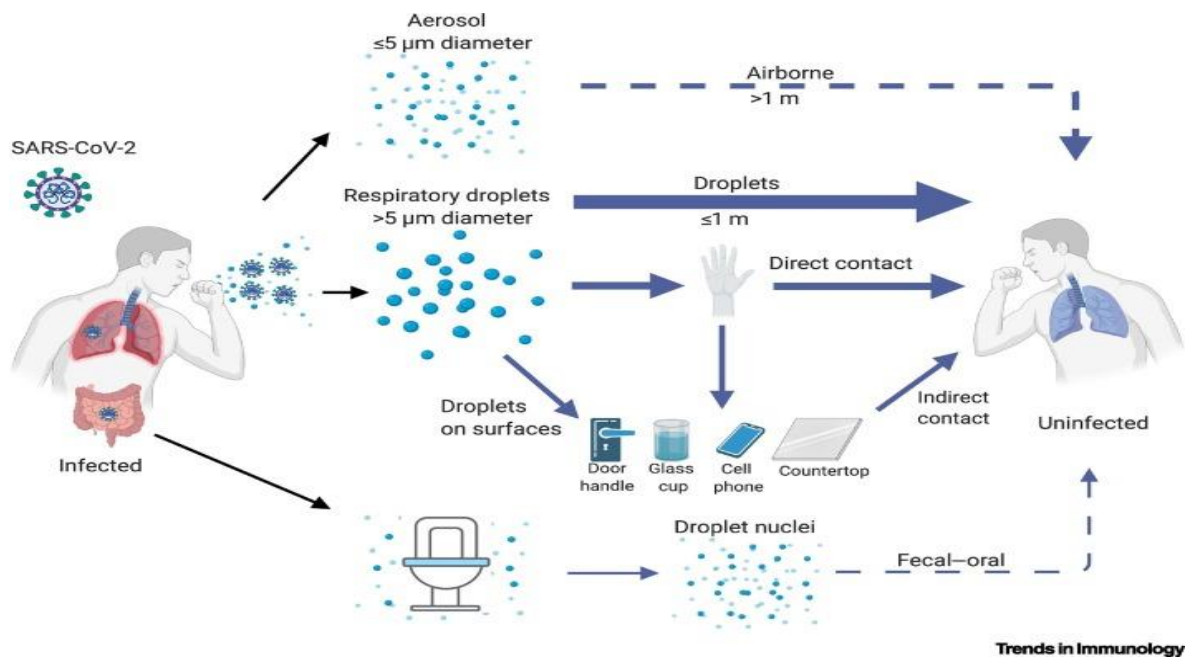 Aerosol
≤5 µm diameter
Airborne
>1 m
SARS-CoV-2
Respiratory droplets
>5 µm diameter
Droplets
≤1 m
Direct contact
Droplets
on surfaces
Indirect
contact
Infected
Uninfected
Door
handle
Glass
cup
Cell
phone
Countertop
Droplet nuclei
Fecal–oral
Trends in Immunology